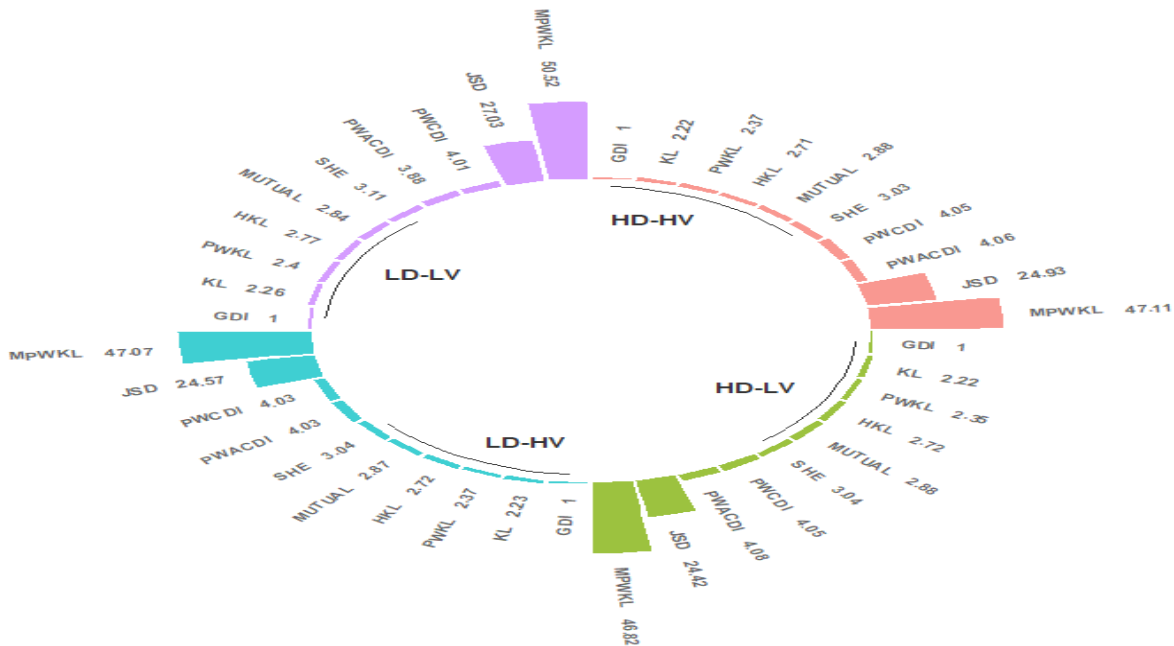 GDI 1
KL 2.22
PWKL 2.37
HKL 2.71
MUTUAL 2.88
SHE 3.03
PWCDI 4.05
PWACDI 4.06
JSD 24.93
MPWKL 47.11
HD-HV
GDI 1
KL 2.22
PWKL 2.35
HKL 2.72
MUTUAL 2.88
SHE 3.04
PWCDI 4.05
PWACDI 4.08
JSD 24.42
MPWKL 46.82
HD-LV
GDI 1
KL 2.23
PWKL 2.37
HKL 2.72
MUTUAL 2.87
SHE 3.04
PWACDI 4.03
PWCDI 4.03
JSD 24.57
MPWKL 47.07
LD-HV
GDI 1
KL 2.26
PWKL 2.4
HKL 2.77
MUTUAL 2.84
SHE 3.11
PWACDI 3.88
PWCDI 4.01
JSD 27.03
MPWKL 50.52
LD-LV